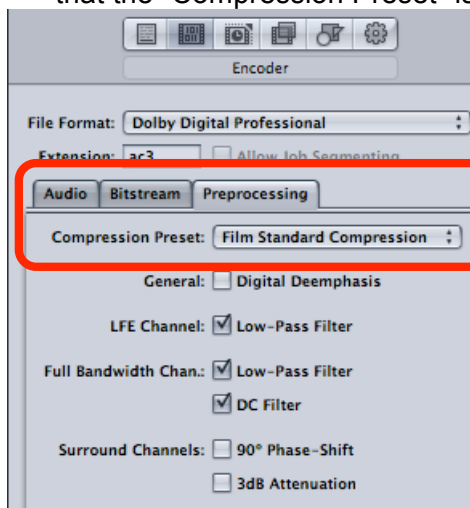 that the "Compression Preset" is
Encoder
File Format: Dolby Digital Professional
Extension: ac3 Allow Job Segmenting
Audio Bitstream Preprocessing
Compression Preset: Film Standard Compression
General: Digital Deemphasis
LFE Channel: Low-Pass Filter
Full Bandwidth Chan.: Low-Pass Filter
DC Filter
Surround Channels: 90° Phase-Shift
3dB Attenuation